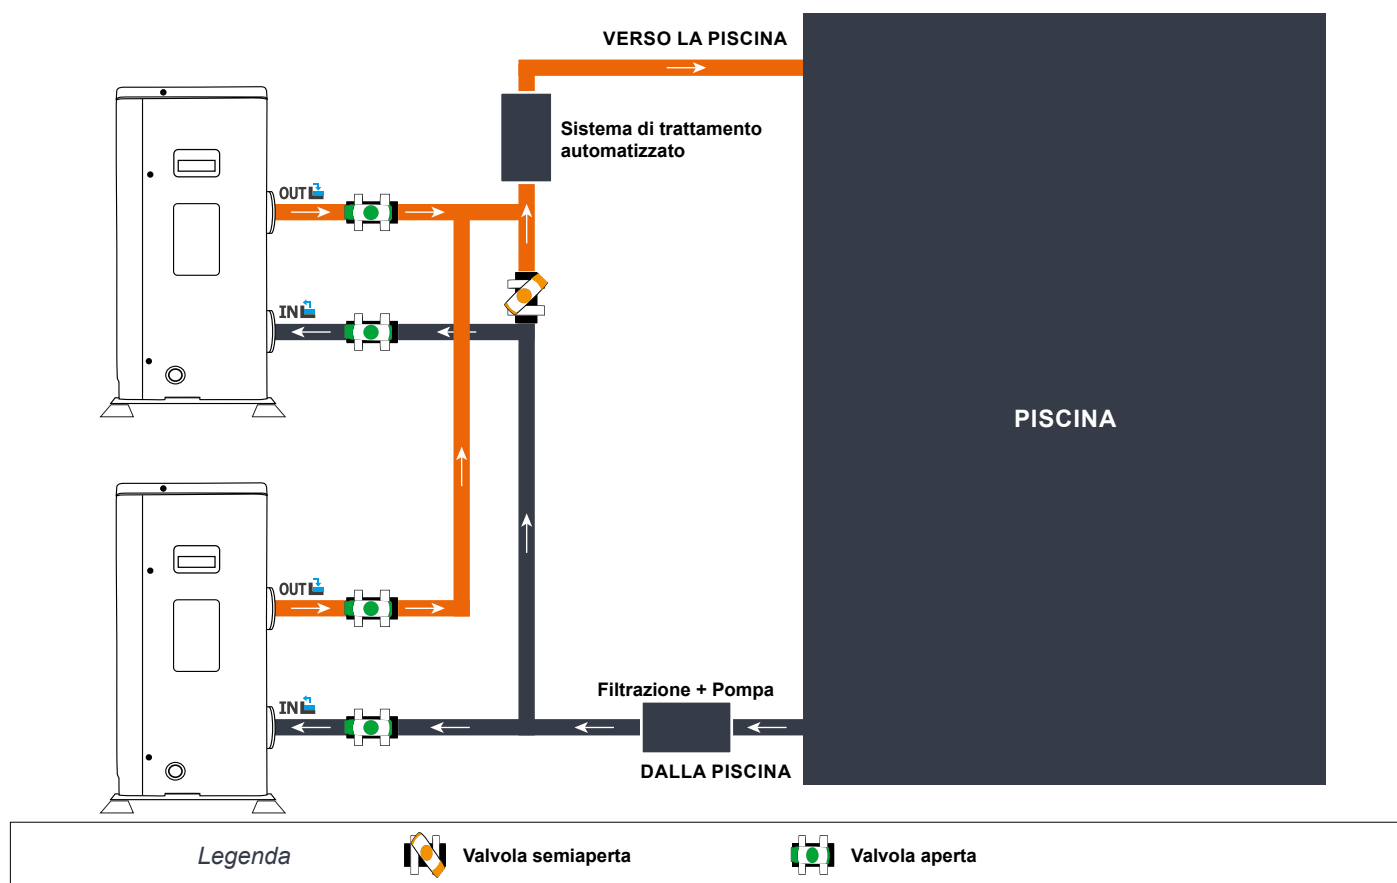 VERSO LA PISCINA
Sistema di trattamento
automatizzato
OUT
IN
PISCINA
OUT
IN
Filtrazione + Pompa
DALLA PISCINA
Legenda
Valvola semiaperta
Valvola aperta